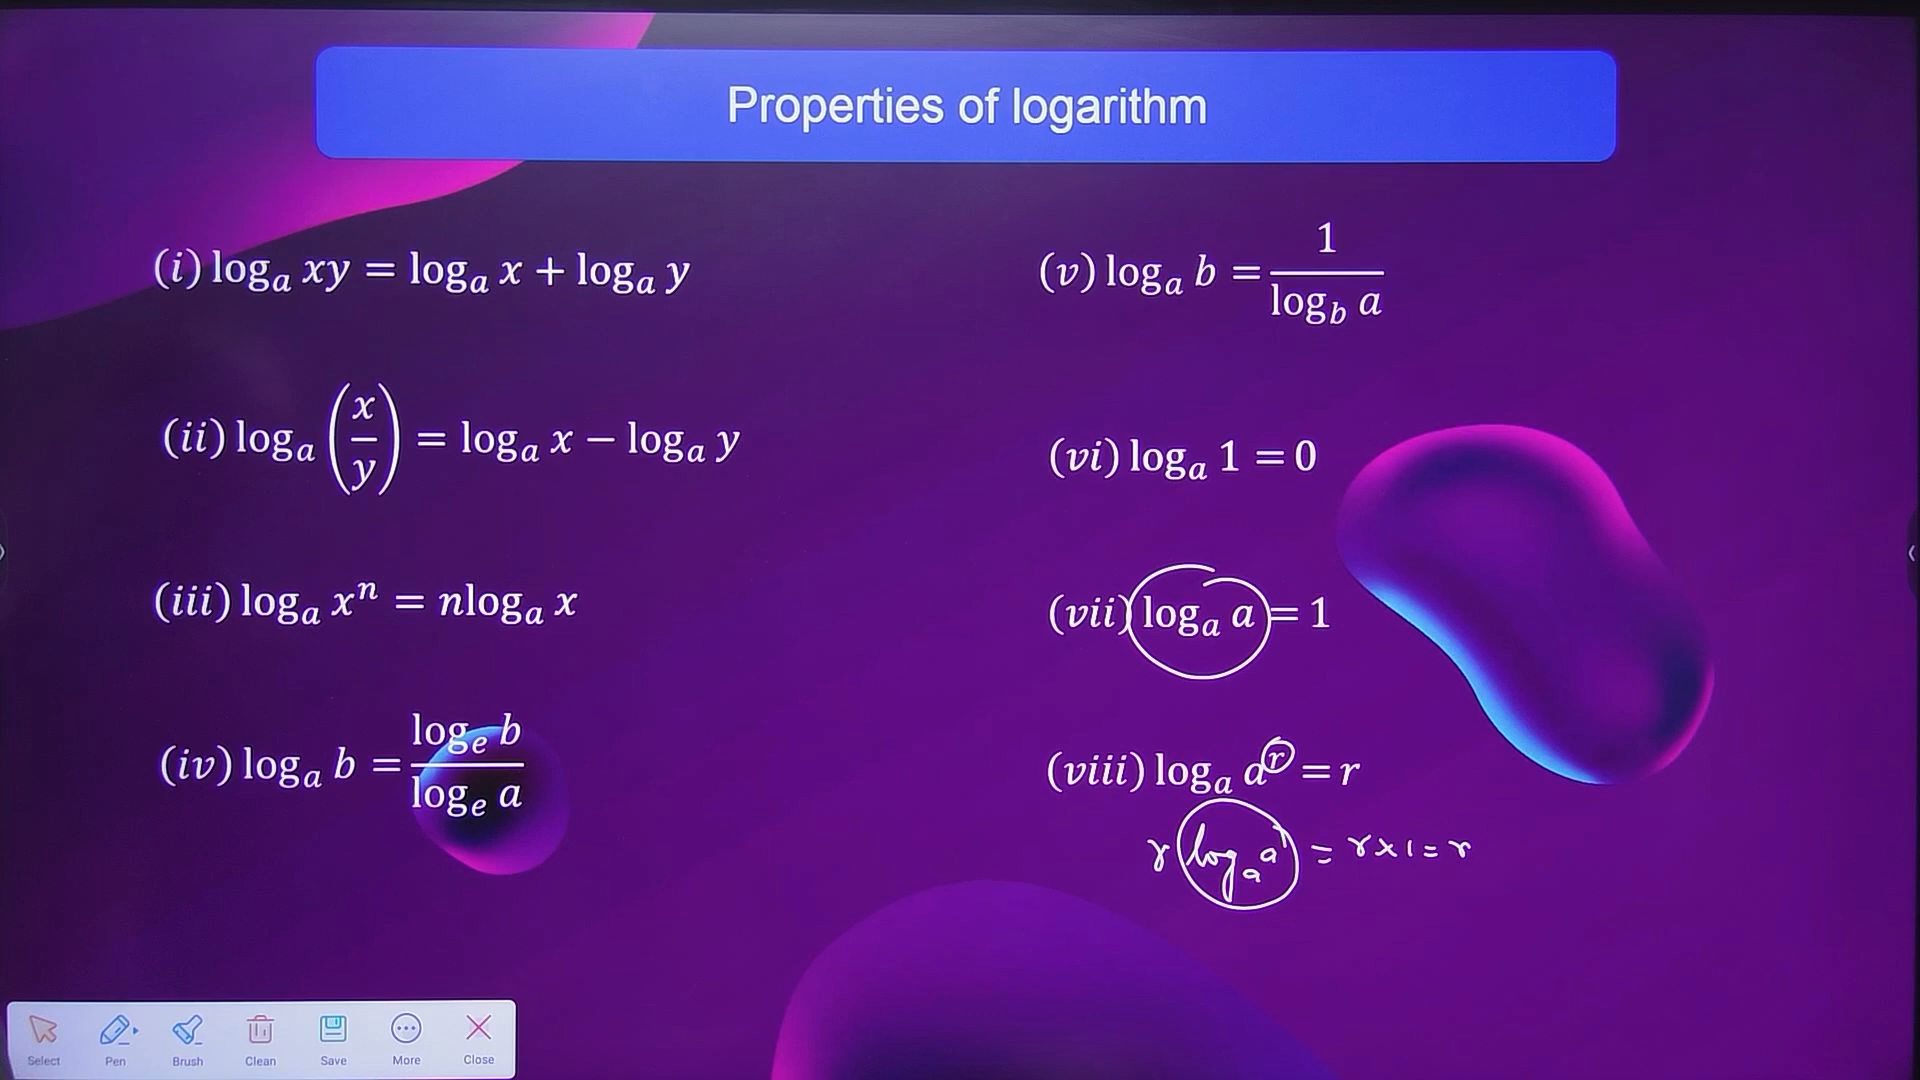 Properties of logarithm
(i) logₐ xy = logₐ x + logₐ y
(ii) logₐ (x/y) = logₐ x − logₐ y
(iii) logₐ xⁿ = nlogₐ x
(iv) logₐ b = logₑ b / logₑ a
(v) logₐ b = 1 / log_b a
(vi) logₐ 1 = 0
(vii) logₐ a = 1
(viii) logₐ aʳ = r
r logₐ a = r × 1 = r
Select Pen Brush Clean Save More Close